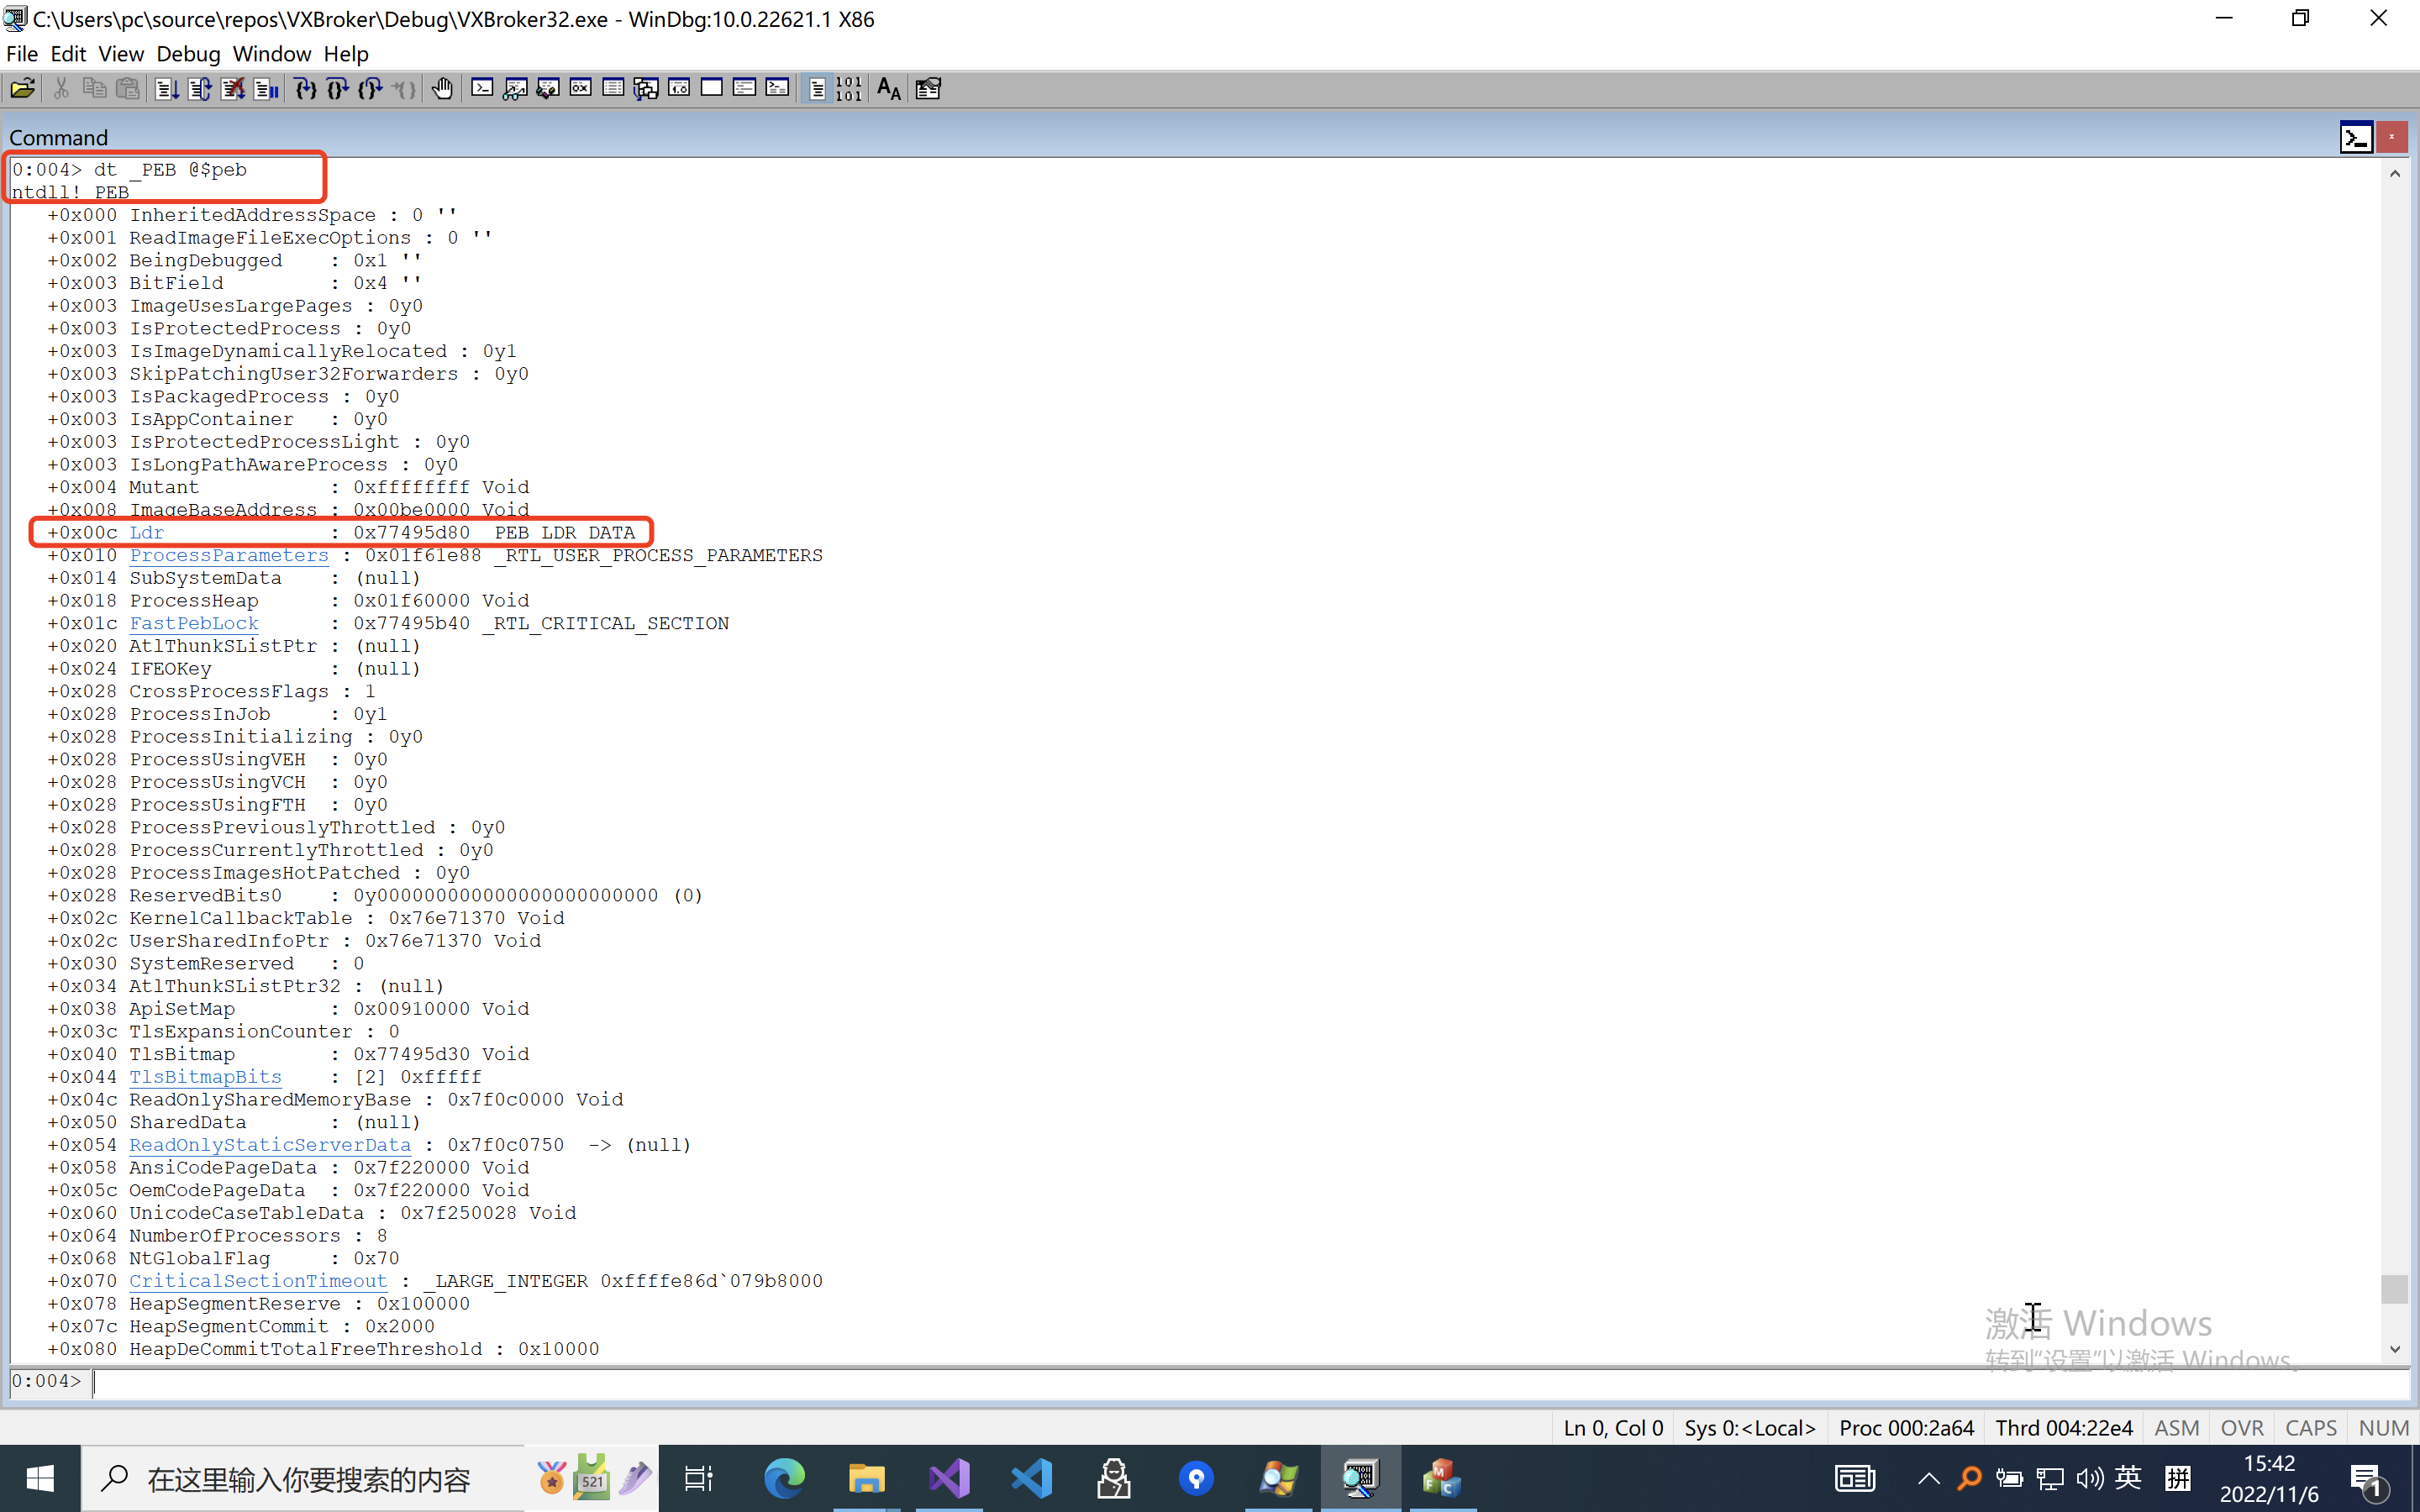 C:\Users\pc\source\repos\VXBroker\Debug\VXBroker32.exe - WinDbg:10.0.22621.1 X86
File Edit View Debug Window Help
Command
0:004> dt _PEB @$peb
ntdll!_PEB
+0x000 InheritedAddressSpace : 0 ''
+0x001 ReadImageFileExecOptions : 0 ''
+0x002 BeingDebugged : 0x1 ''
+0x003 BitField : 0x4 ''
+0x003 ImageUsesLargePages : 0y0
+0x003 IsProtectedProcess : 0y0
+0x003 IsImageDynamicallyRelocated : 0y1
+0x003 SkipPatchingUser32Forwarders : 0y0
+0x003 IsPackagedProcess : 0y0
+0x003 IsAppContainer : 0y0
+0x003 IsProtectedProcessLight : 0y0
+0x003 IsLongPathAwareProcess : 0y0
+0x004 Mutant : 0xffffffff Void
+0x008 ImageBaseAddress : 0x00be0000 Void
+0x00c Ldr : 0x77495d80 _PEB_LDR_DATA
+0x010 ProcessParameters : 0x01f61e88 _RTL_USER_PROCESS_PARAMETERS
+0x014 SubSystemData : (null)
+0x018 ProcessHeap : 0x01f60000 Void
+0x01c FastPebLock : 0x77495b40 _RTL_CRITICAL_SECTION
+0x020 AtlThunkSListPtr : (null)
+0x024 IFEOKey : (null)
+0x028 CrossProcessFlags : 1
+0x028 ProcessInJob : 0y1
+0x028 ProcessInitializing : 0y0
+0x028 ProcessUsingVEH : 0y0
+0x028 ProcessUsingVCH : 0y0
+0x028 ProcessUsingFTH : 0y0
+0x028 ProcessPreviouslyThrottled : 0y0
+0x028 ProcessCurrentlyThrottled : 0y0
+0x028 ProcessImagesHotPatched : 0y0
+0x028 ReservedBits0 : 0y000000000000000000000000 (0)
+0x02c KernelCallbackTable : 0x76e71370 Void
+0x02c UserSharedInfoPtr : 0x76e71370 Void
+0x030 SystemReserved : 0
+0x034 AtlThunkSListPtr32 : (null)
+0x038 ApiSetMap : 0x00910000 Void
+0x03c TlsExpansionCounter : 0
+0x040 TlsBitmap : 0x77495d30 Void
+0x044 TlsBitmapBits : [2] 0xfffff
+0x04c ReadOnlySharedMemoryBase : 0x7f0c0000 Void
+0x050 SharedData : (null)
+0x054 ReadOnlyStaticServerData : 0x7f0c0750 -> (null)
+0x058 AnsiCodePageData : 0x7f220000 Void
+0x05c OemCodePageData : 0x7f220000 Void
+0x060 UnicodeCaseTableData : 0x7f250028 Void
+0x064 NumberOfProcessors : 8
+0x068 NtGlobalFlag : 0x70
+0x070 CriticalSectionTimeout : _LARGE_INTEGER 0xffffe86d`079b8000
+0x078 HeapSegmentReserve : 0x100000
+0x07c HeapSegmentCommit : 0x2000
+0x080 HeapDeCommitTotalFreeThreshold : 0x10000
激活 Windows
转到"设置"以激活 Windows。
0:004>
Ln 0, Col 0 Sys 0:<Local> Proc 000:2a64 Thrd 004:22e4 ASM OVR CAPS NUM
在这里输入你要搜索的内容
521
英 拼
15:42
2022/11/6
1